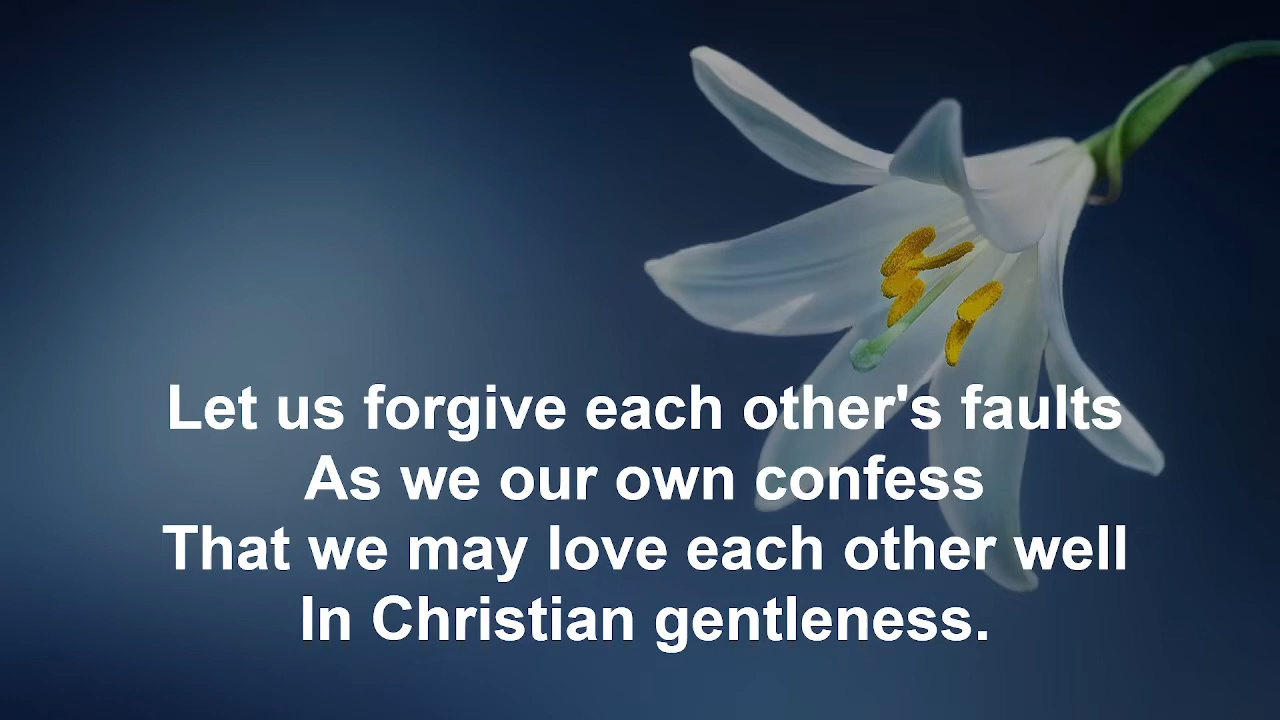 Let us forgive each other's faults
As we our own confess
That we may love each other well
In Christian gentleness.